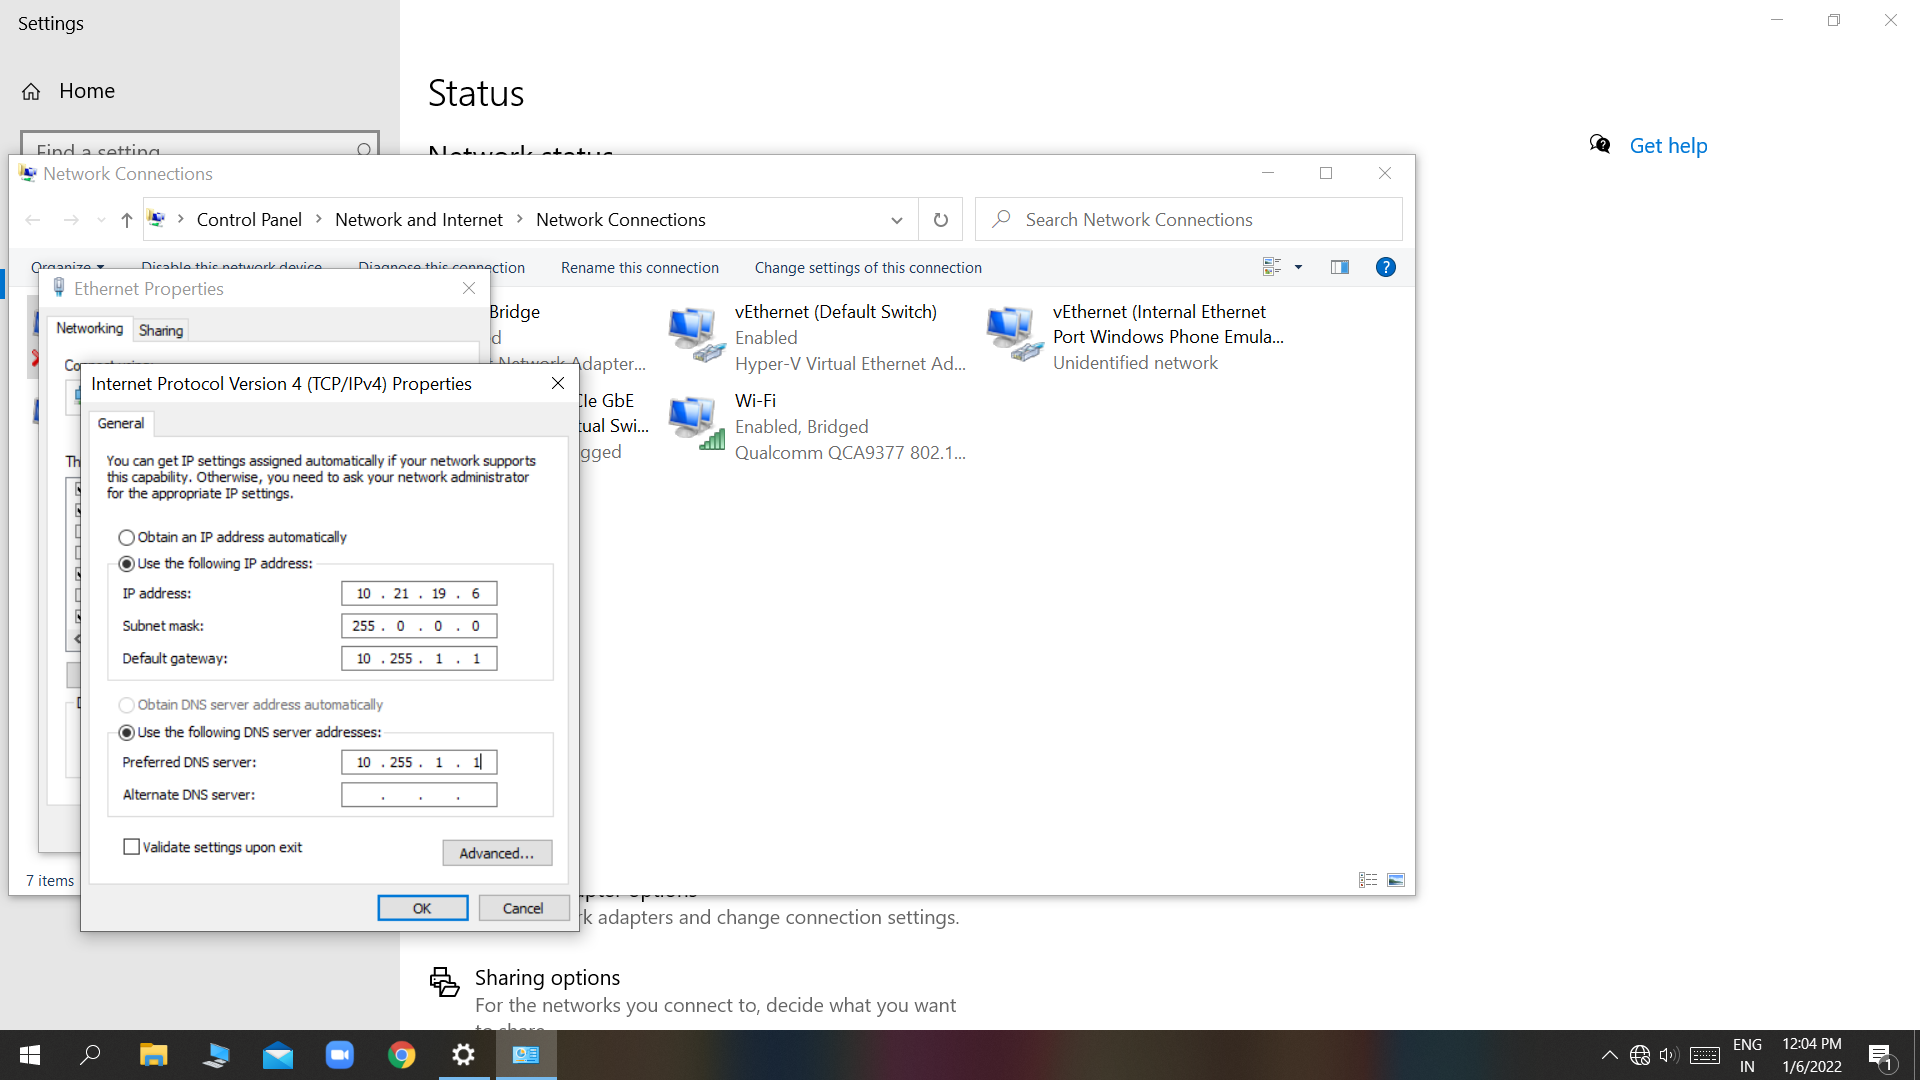 Settings
Home
Find a setting
Status
Network status
Get help
Network Connections
Control Panel > Network and Internet > Network Connections
Search Network Connections
Organize Disable this network device Diagnose this connection Rename this connection Change settings of this connection
Ethernet Properties
Networking Sharing
Bridge
Network Adapter...
vEthernet (Default Switch)
Enabled
Hyper-V Virtual Ethernet Ad...
vEthernet (Internal Ethernet
Port Windows Phone Emula...
Unidentified network
GbE
Swi...
Wi-Fi
Enabled, Bridged
Qualcomm QCA9377 802.1...
Internet Protocol Version 4 (TCP/IPv4) Properties
General
You can get IP settings assigned automatically if your network supports
this capability. Otherwise, you need to ask your network administrator
for the appropriate IP settings.
Obtain an IP address automatically
Use the following IP address:
IP address: 10 . 21 . 19 . 6
Subnet mask: 255 . 0 . 0 . 0
Default gateway: 10 . 255 . 1 . 1
Obtain DNS server address automatically
Use the following DNS server addresses:
Preferred DNS server: 10 . 255 . 1 . 1
Alternate DNS server: . . .
Validate settings upon exit
Advanced...
OK Cancel
7 items
options
adapters and change connection settings.
Sharing options
For the networks you connect to, decide what you want
to share
ENG
IN
12:04 PM
1/6/2022
1